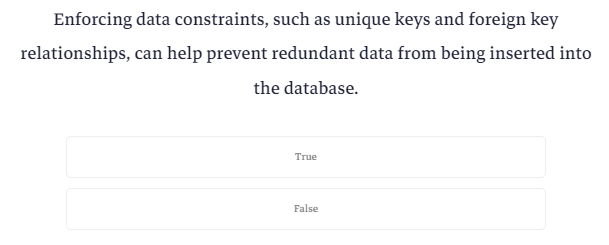 Enforcing data constraints, such as unique keys and foreign key
relationships, can help prevent redundant data from being inserted into
the database.
True
False